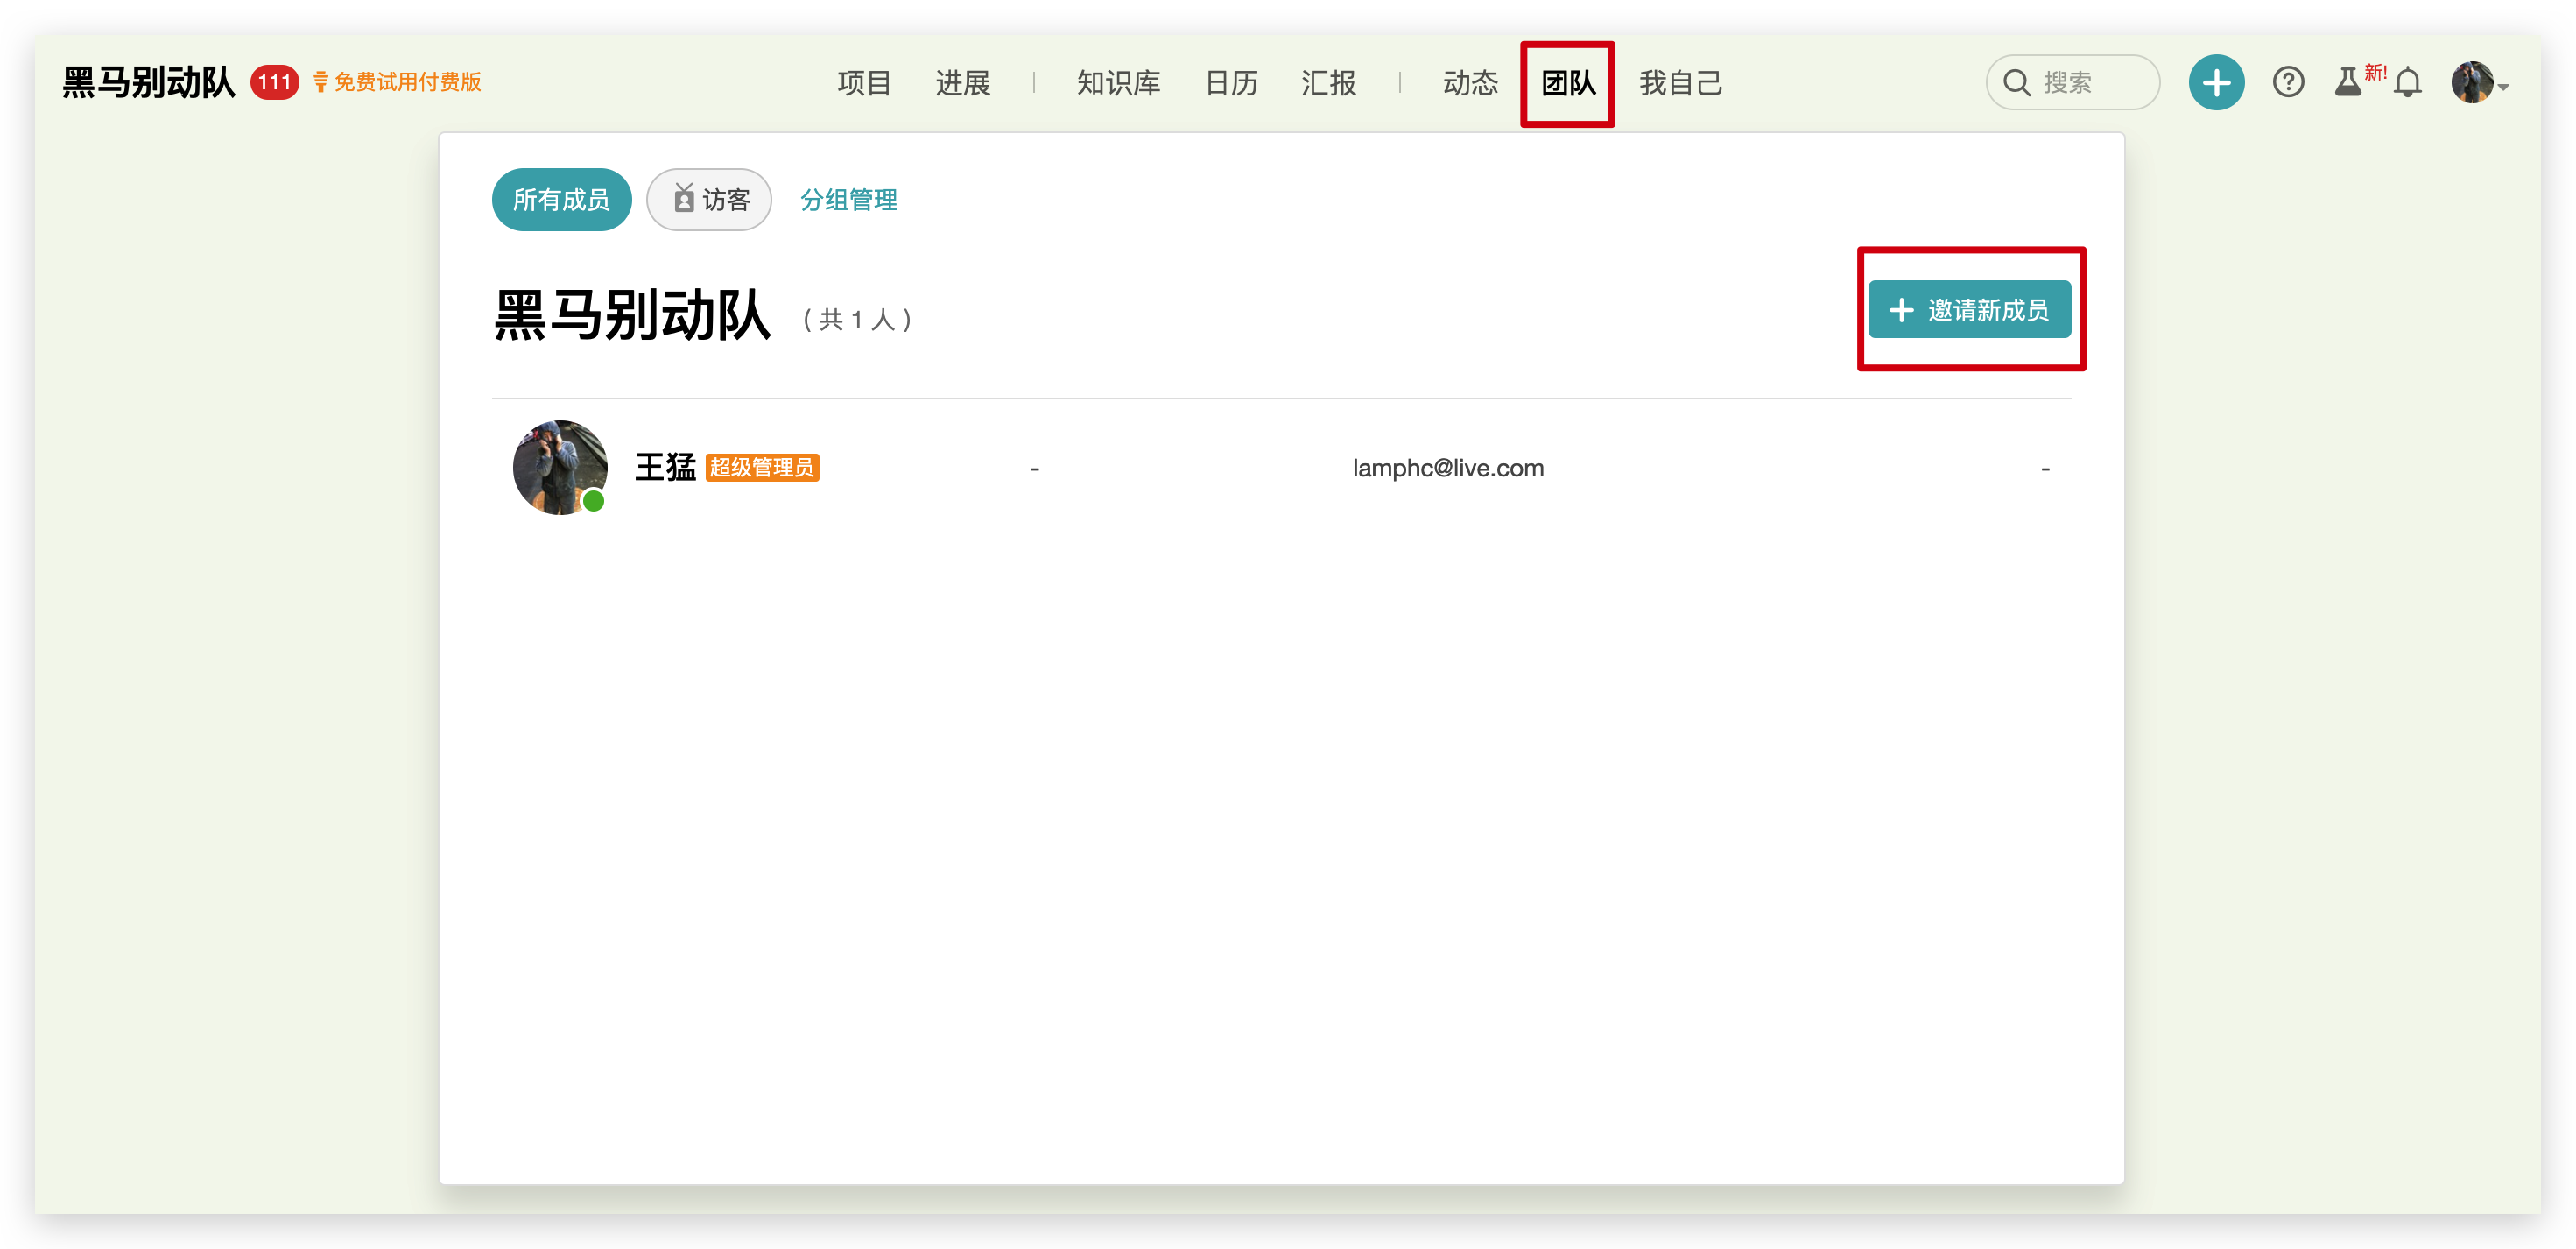 黑马别动队 111 免费试用付费版 项目 进展 知识库 日历 汇报 动态 团队 我自己 搜索 新!
所有成员 访客 分组管理
黑马别动队 (共1人) 邀请新成员
王猛 超级管理员 - lamphc@live.com -